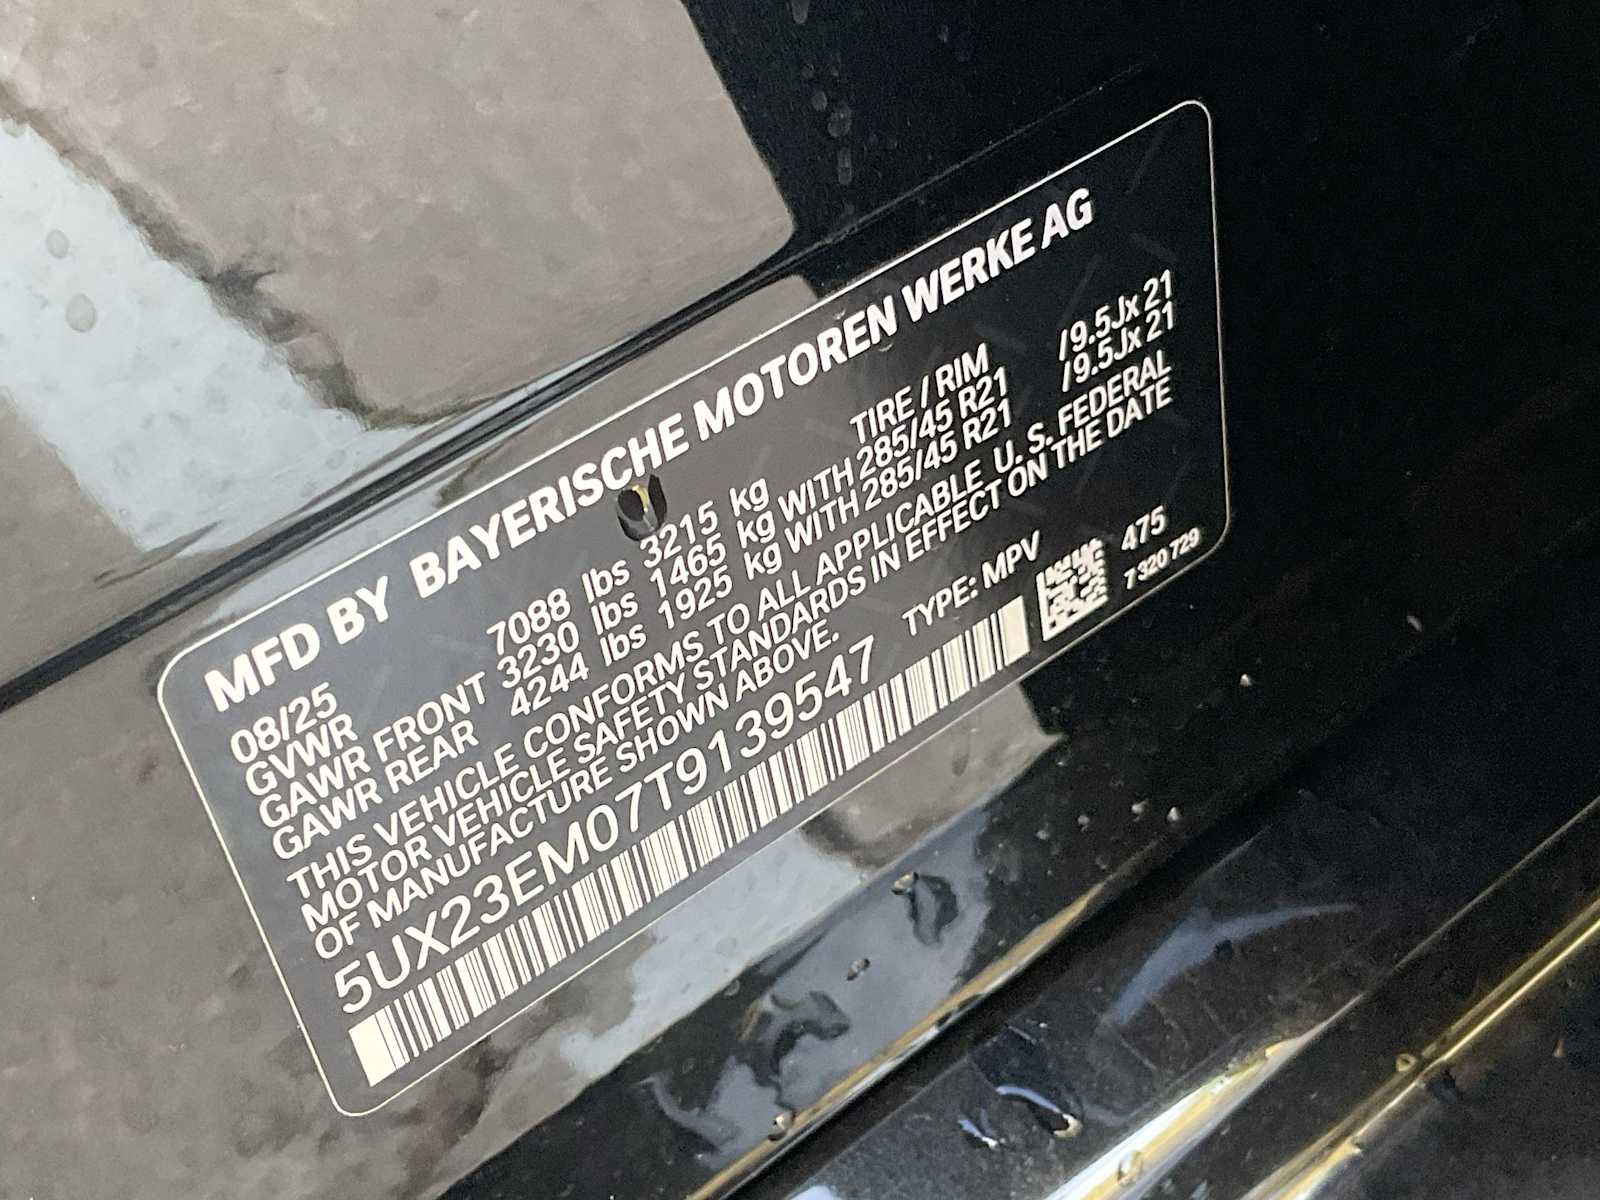 MFD BY BAYERISCHE MOTOREN WERKE AG
08/25 TIRE / RIM
GVWR 7088 lbs 3215 kg
GAWR FRONT 3230 lbs 1465 kg WITH 285/45 R21 /9.5Jx 21
GAWR REAR 4244 lbs 1925 kg WITH 285/45 R21 /9.5Jx 21
THIS VEHICLE CONFORMS TO ALL APPLICABLE U. S. FEDERAL
MOTOR VEHICLE SAFETY STANDARDS IN EFFECT ON THE DATE
OF MANUFACTURE SHOWN ABOVE.
5UX23EM07T9139547 TYPE: MPV
475
7 320 729